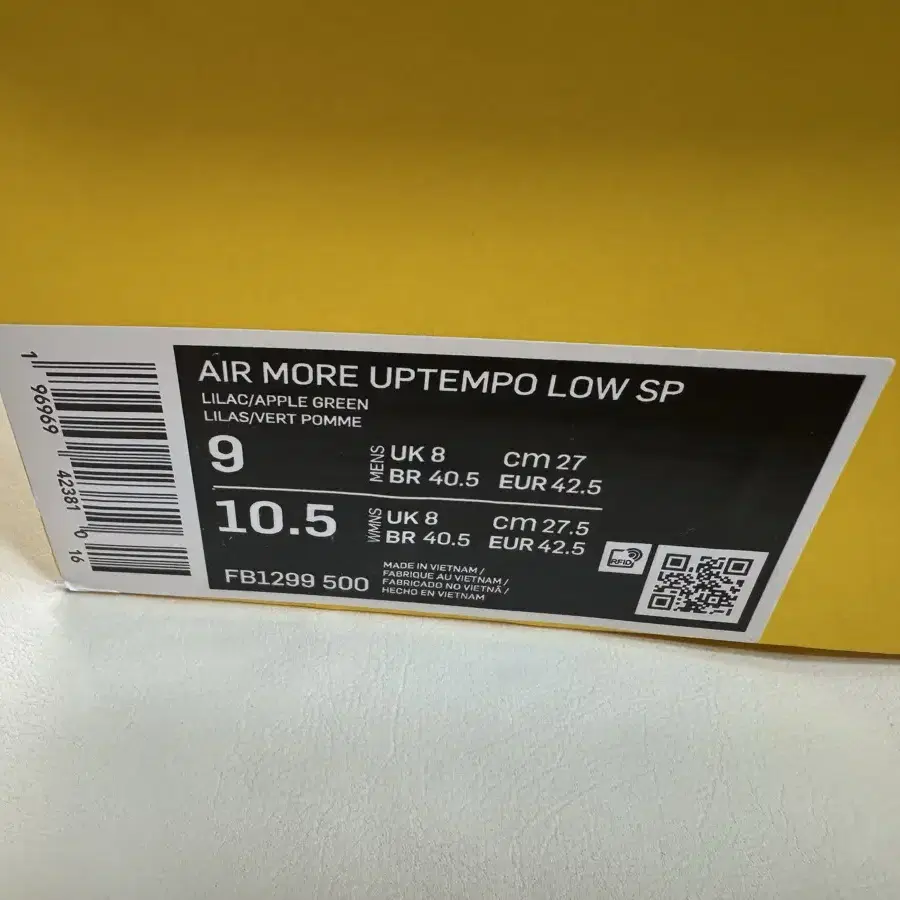 AIR MORE UPTEMPO LOW SP
LILAC/APPLE GREEN
LILAS/VERT POMME
9 MENS UK 8 cm 27
BR 40.5 EUR 42.5
10.5 WMNS UK 8 cm 27.5
BR 40.5 EUR 42.5
FB1299 500
MADE IN VIETNAM /
FABRIQUE AU VIETNAM /
FABRICADO NO VIETNÃ /
HECHO EN VIETNAM
RFID
1 96969 42381 0 16